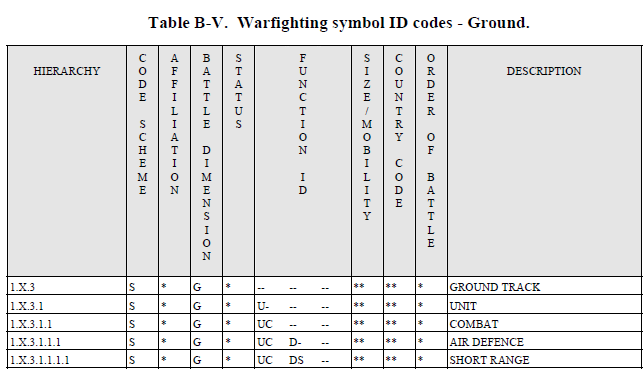 Table B-V. Warfighting symbol ID codes - Ground.
HIERARCHY CODE SCHEME AFFILIATION BATTLE DIMENSION STATUS FUNCTION ID SIZE/MOBILITY COUNTRY CODE ORDER OF BATTLE DESCRIPTION
1.X.3 S * G * -- -- -- ** ** * GROUND TRACK
1.X.3.1 S * G * U- -- -- ** ** * UNIT
1.X.3.1.1 S * G * UC -- -- ** ** * COMBAT
1.X.3.1.1.1 S * G * UC D- -- ** ** * AIR DEFENCE
1.X.3.1.1.1.1 S * G * UC DS -- ** ** * SHORT RANGE